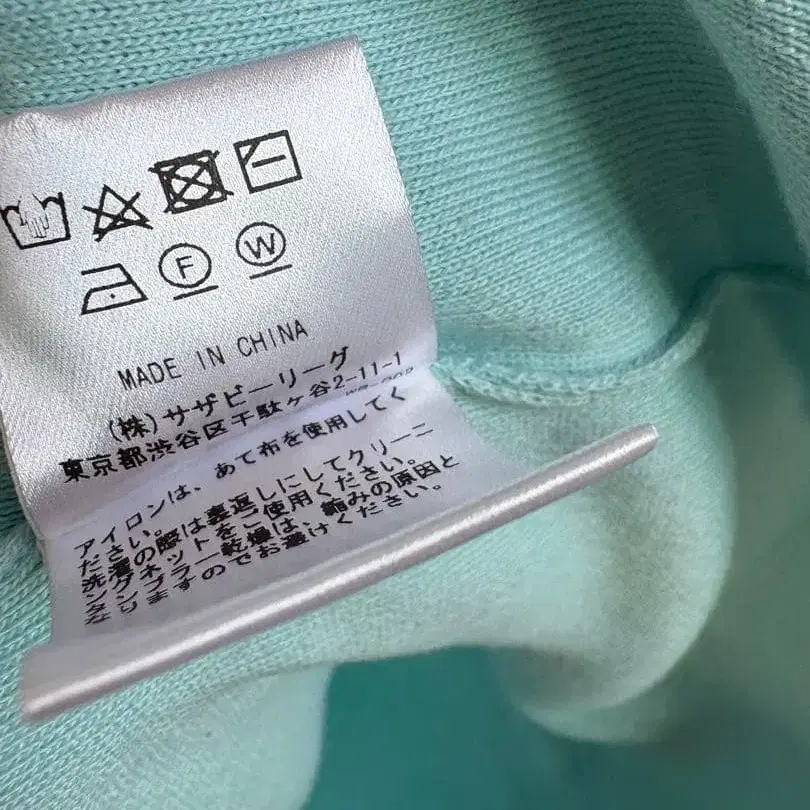 F W
MADE IN CHINA
(株)サザビーリーグ
東京都渋谷区千駄ケ谷2-11-1
アイロンは、あて布を使用してく
ださい。
洗濯の際は裏返しにしてクリーニ
ングネットをご使用ください。
タンブラー乾燥は、縮みの原因と
なりますのでお避けください。